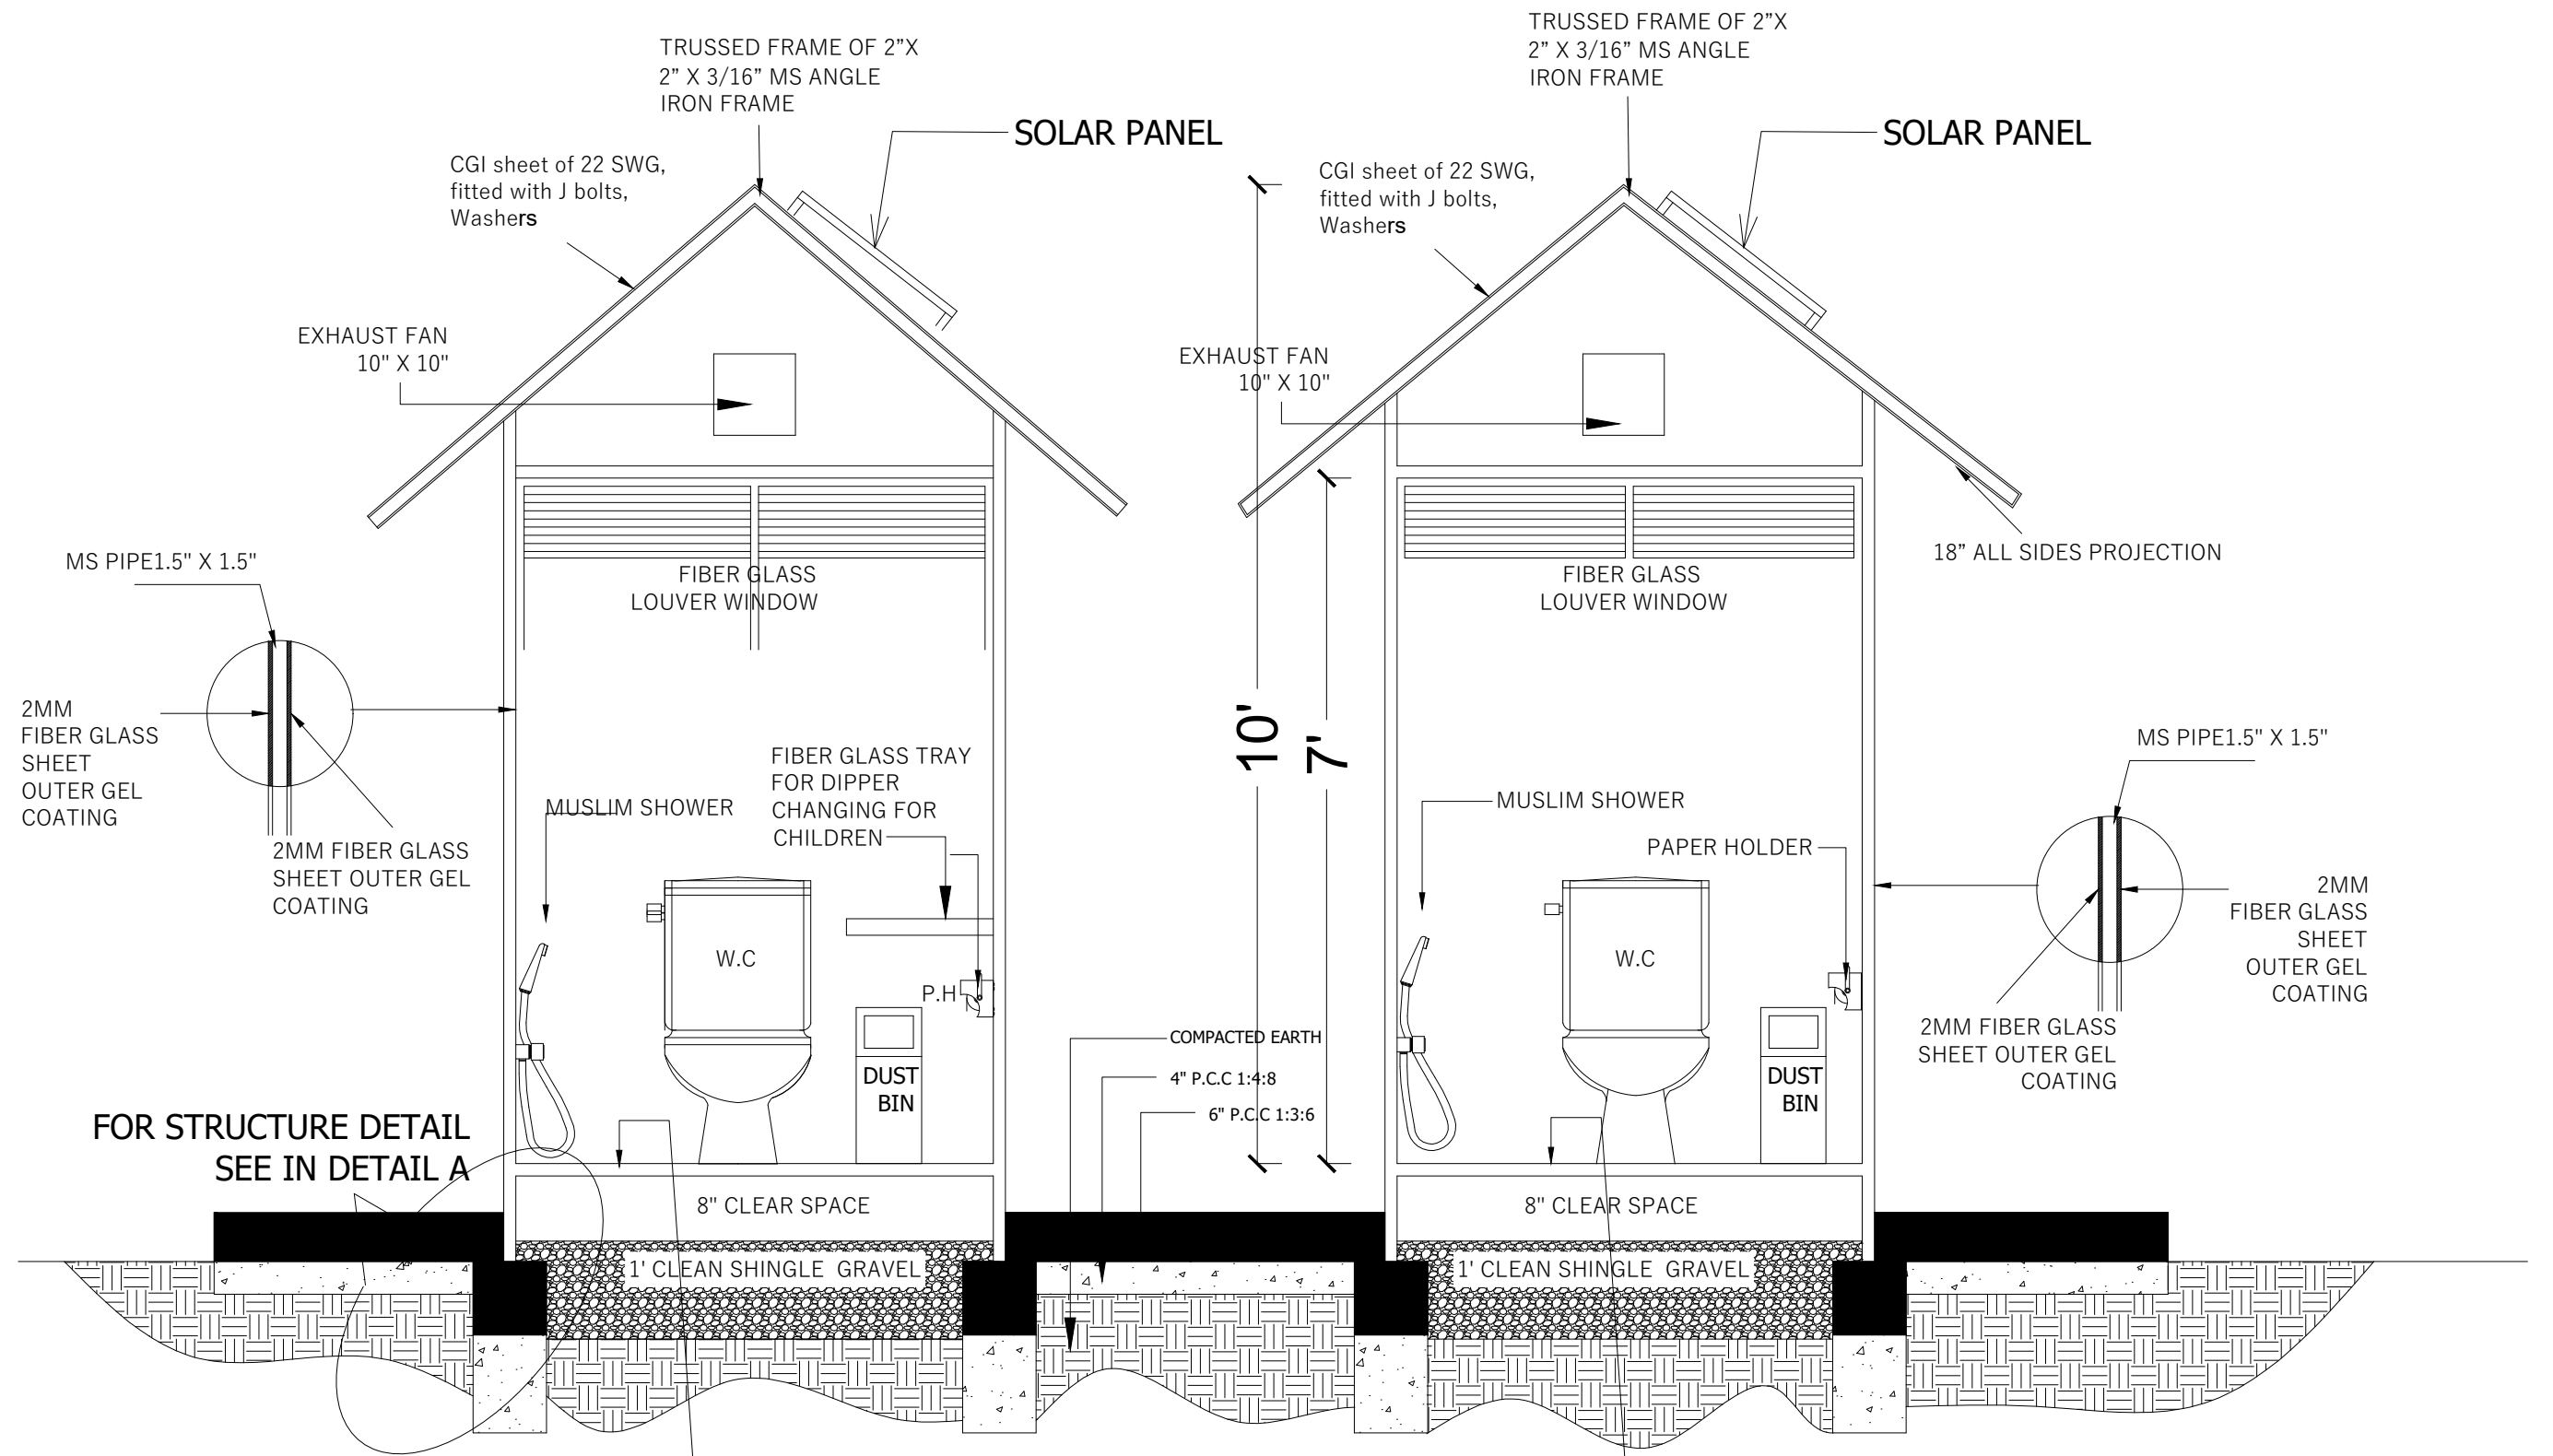 TRUSSED FRAME OF 2”X
2” X 3/16” MS ANGLE
IRON FRAME
SOLAR PANEL
CGI sheet of 22 SWG,
fitted with J bolts,
Washers
EXHAUST FAN
10" X 10"
FIBER GLASS
LOUVER WINDOW
MS PIPE1.5" X 1.5"
2MM
FIBER GLASS
SHEET
OUTER GEL
COATING
2MM FIBER GLASS
SHEET OUTER GEL
COATING
MUSLIM SHOWER
FIBER GLASS TRAY
FOR DIPPER
CHANGING FOR
CHILDREN
W.C
P.H
DUST
BIN
FOR STRUCTURE DETAIL
SEE IN DETAIL A
8" CLEAR SPACE
1' CLEAN SHINGLE GRAVEL
COMPACTED EARTH
4" P.C.C 1:4:8
6" P.C.C 1:3:6
10'
7'
TRUSSED FRAME OF 2”X
2” X 3/16” MS ANGLE
IRON FRAME
SOLAR PANEL
CGI sheet of 22 SWG,
fitted with J bolts,
Washers
EXHAUST FAN
10" X 10"
18” ALL SIDES PROJECTION
FIBER GLASS
LOUVER WINDOW
MS PIPE1.5" X 1.5"
MUSLIM SHOWER
PAPER HOLDER
2MM
FIBER GLASS
SHEET
OUTER GEL
COATING
2MM FIBER GLASS
SHEET OUTER GEL
COATING
W.C
DUST
BIN
8" CLEAR SPACE
1' CLEAN SHINGLE GRAVEL